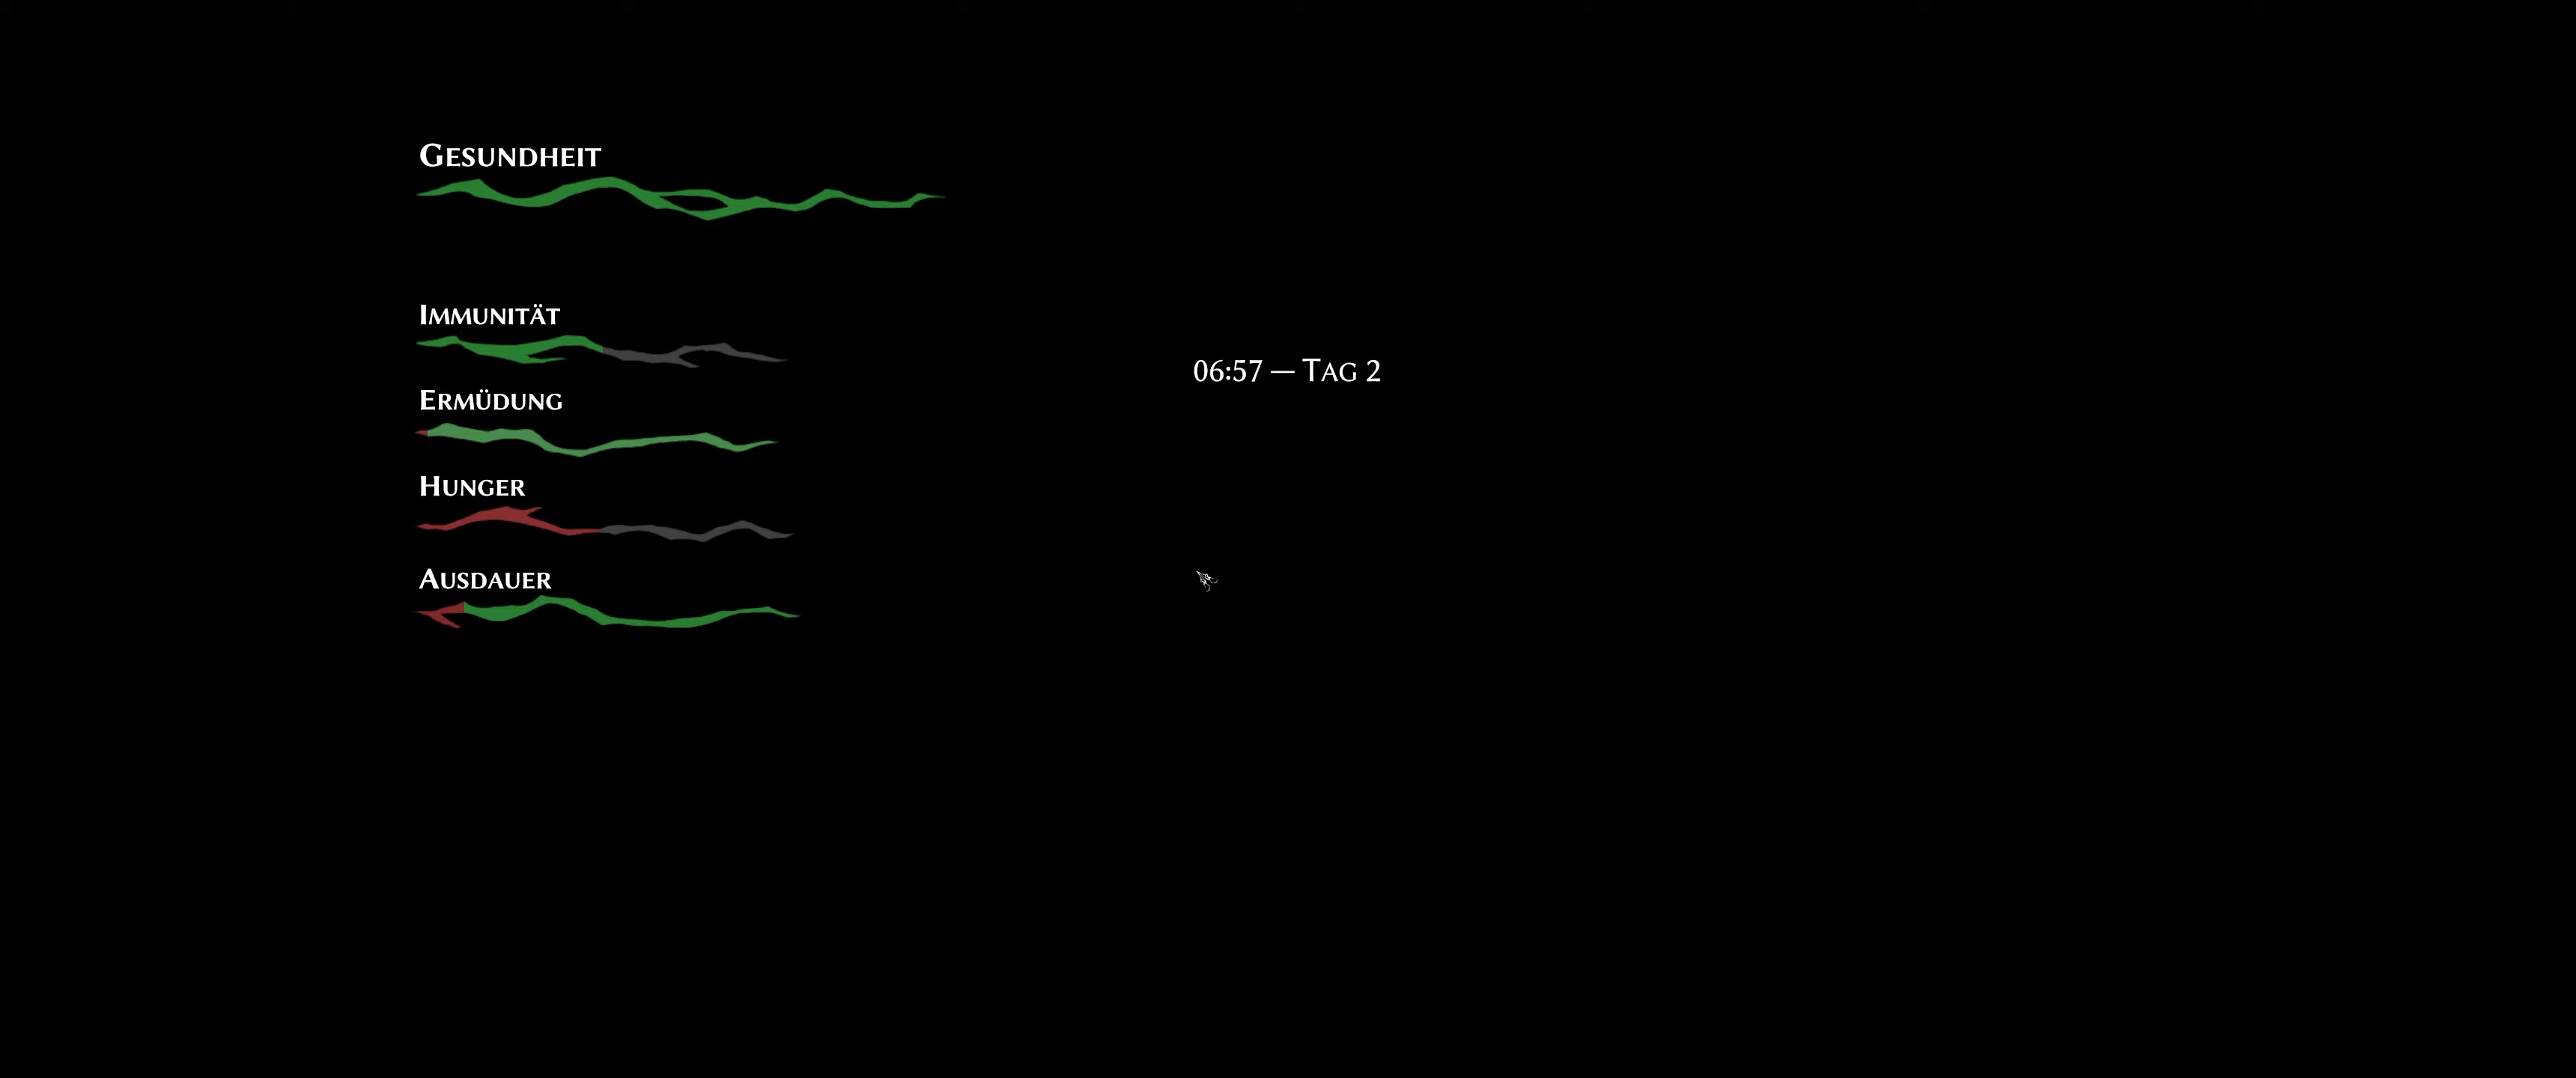 Gesundheit
Immunität
Ermüdung
Hunger
Ausdauer
06:57 — Tag 2